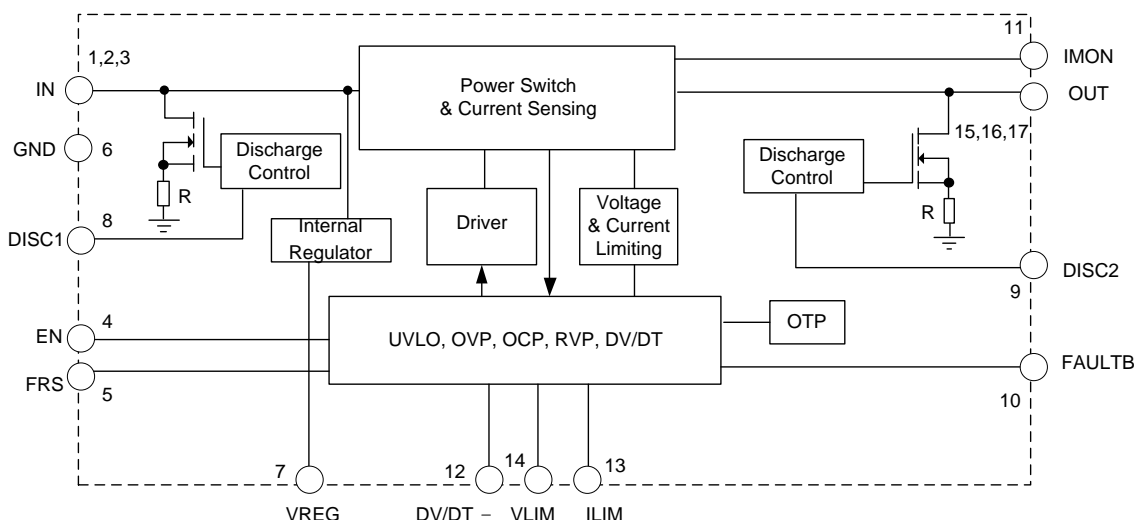 11
1,2,3
IMON
IN
Power Switch
& Current Sensing
OUT
GND
6
15,16,17
Discharge
Control
Discharge
Control
R
R
8
DISC1
Internal
Regulator
Driver
Voltage
& Current
Limiting
DISC2
9
4
EN
UVLO, OVP, OCP, RVP, DV/DT
OTP
FRS
5
FAULTB
10
7
12
14
13
VREG
DV/DT –
VLIM
ILIM